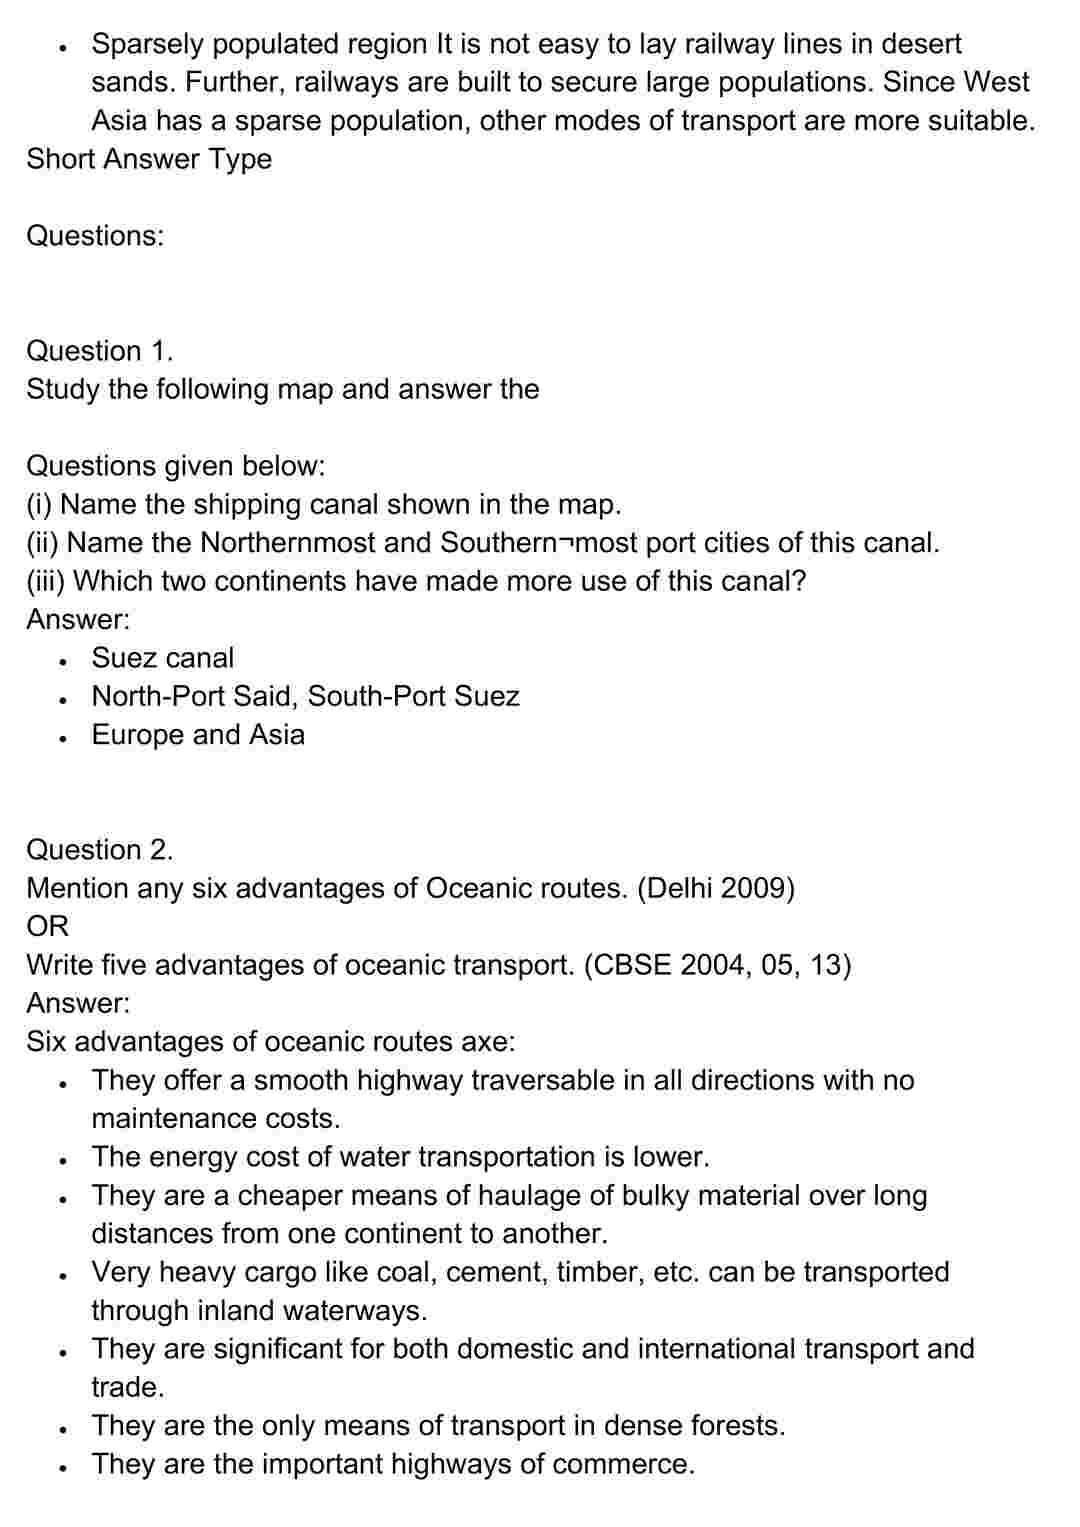 • Sparsely populated region It is not easy to lay railway lines in desert
sands. Further, railways are built to secure large populations. Since West
Asia has a sparse population, other modes of transport are more suitable.
Short Answer Type
Questions:
Question 1.
Study the following map and answer the
Questions given below:
(i) Name the shipping canal shown in the map.
(ii) Name the Northernmost and Southern¬most port cities of this canal.
(iii) Which two continents have made more use of this canal?
Answer:
• Suez canal
• North-Port Said, South-Port Suez
• Europe and Asia
Question 2.
Mention any six advantages of Oceanic routes. (Delhi 2009)
OR
Write five advantages of oceanic transport. (CBSE 2004, 05, 13)
Answer:
Six advantages of oceanic routes axe:
• They offer a smooth highway traversable in all directions with no
maintenance costs.
• The energy cost of water transportation is lower.
• They are a cheaper means of haulage of bulky material over long
distances from one continent to another.
• Very heavy cargo like coal, cement, timber, etc. can be transported
through inland waterways.
• They are significant for both domestic and international transport and
trade.
• They are the only means of transport in dense forests.
• They are the important highways of commerce.